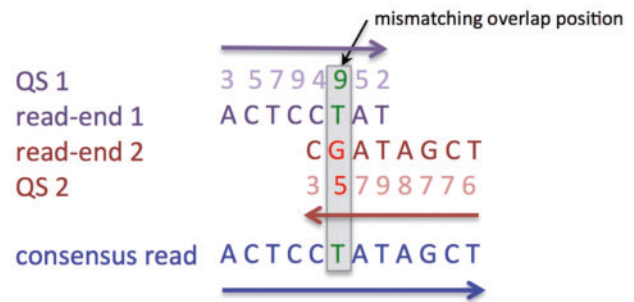 mismatching overlap position
QS 1 3 5 7 9 4 9 5 2
read-end 1 A C T C C T A T
read-end 2 C G A T A G C T
QS 2 3 5 7 9 8 7 7 6
consensus read A C T C C T A T A G C T